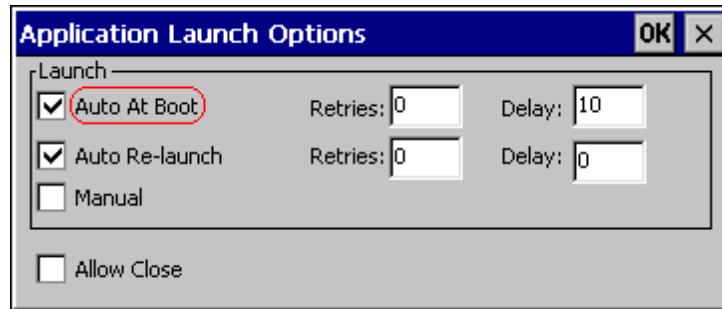 Application Launch Options OK ×
Launch
Auto At Boot Retries: 0 Delay: 10
Auto Re-launch Retries: 0 Delay: 0
Manual
Allow Close